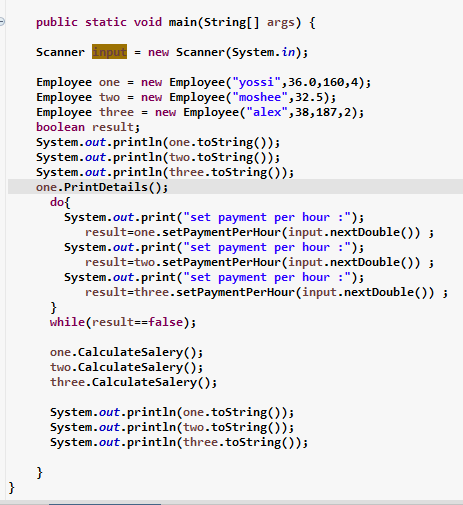 public static void main(String[] args) {
Scanner input = new Scanner(System.in);
Employee one = new Employee("yossi",36.0,160,4);
Employee two = new Employee("moshee",32.5);
Employee three = new Employee("alex",38,187,2);
boolean result;
System.out.println(one.toString());
System.out.println(two.toString());
System.out.println(three.toString());
one.PrintDetails();
do{
System.out.print("set payment per hour :");
result=one.setPaymentPerHour(input.nextDouble()) ;
System.out.print("set payment per hour :");
result=two.setPaymentPerHour(input.nextDouble()) ;
System.out.print("set payment per hour :");
result=three.setPaymentPerHour(input.nextDouble()) ;
}
while(result==false);
one.CalculateSalery();
two.CalculateSalery();
three.CalculateSalery();
System.out.println(one.toString());
System.out.println(two.toString());
System.out.println(three.toString());
}
}